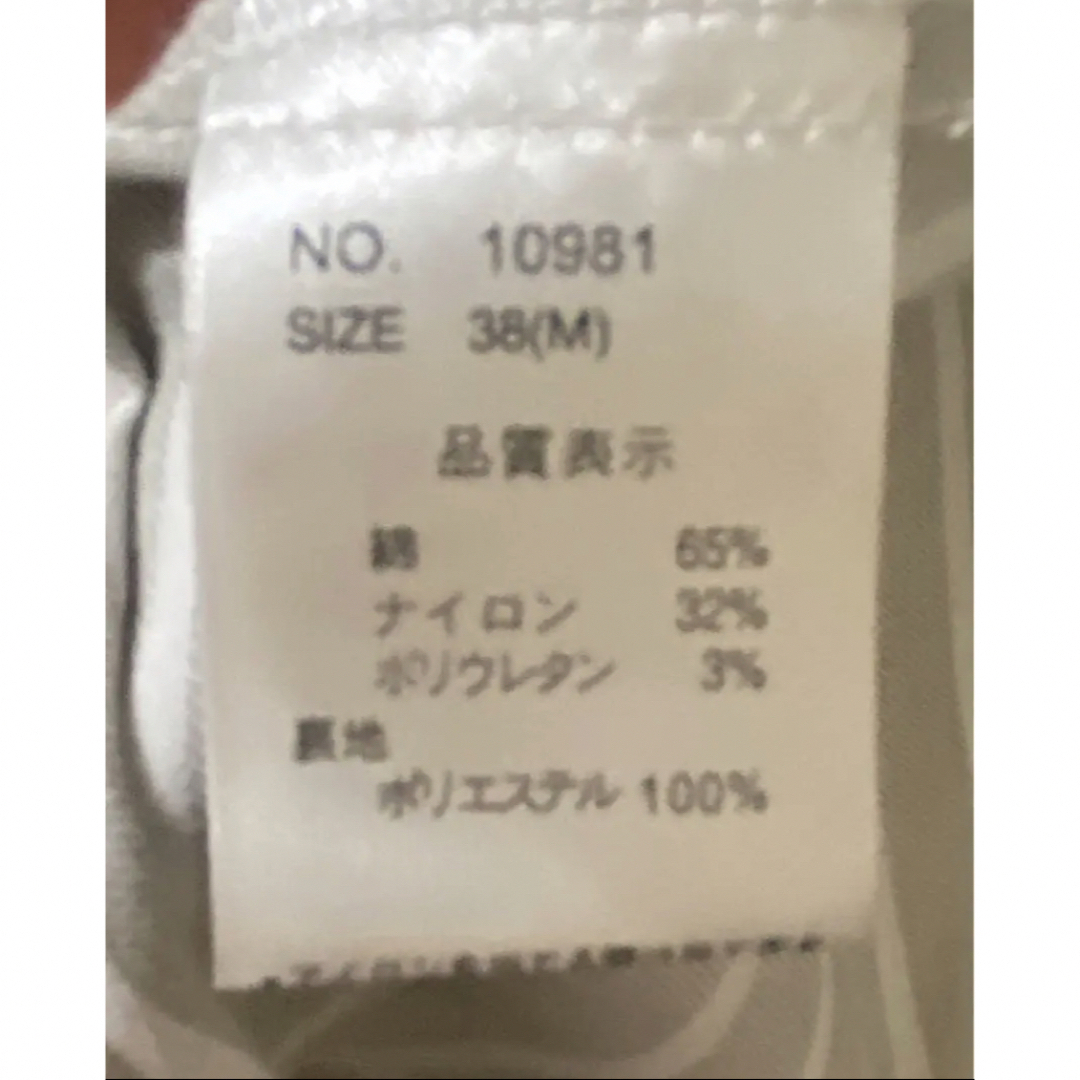 NO. 10981
SIZE 38(M)
品質表示
綿 65%
ナイロン 32%
ポリウレタン 3%
裏地
ポリエステル 100%